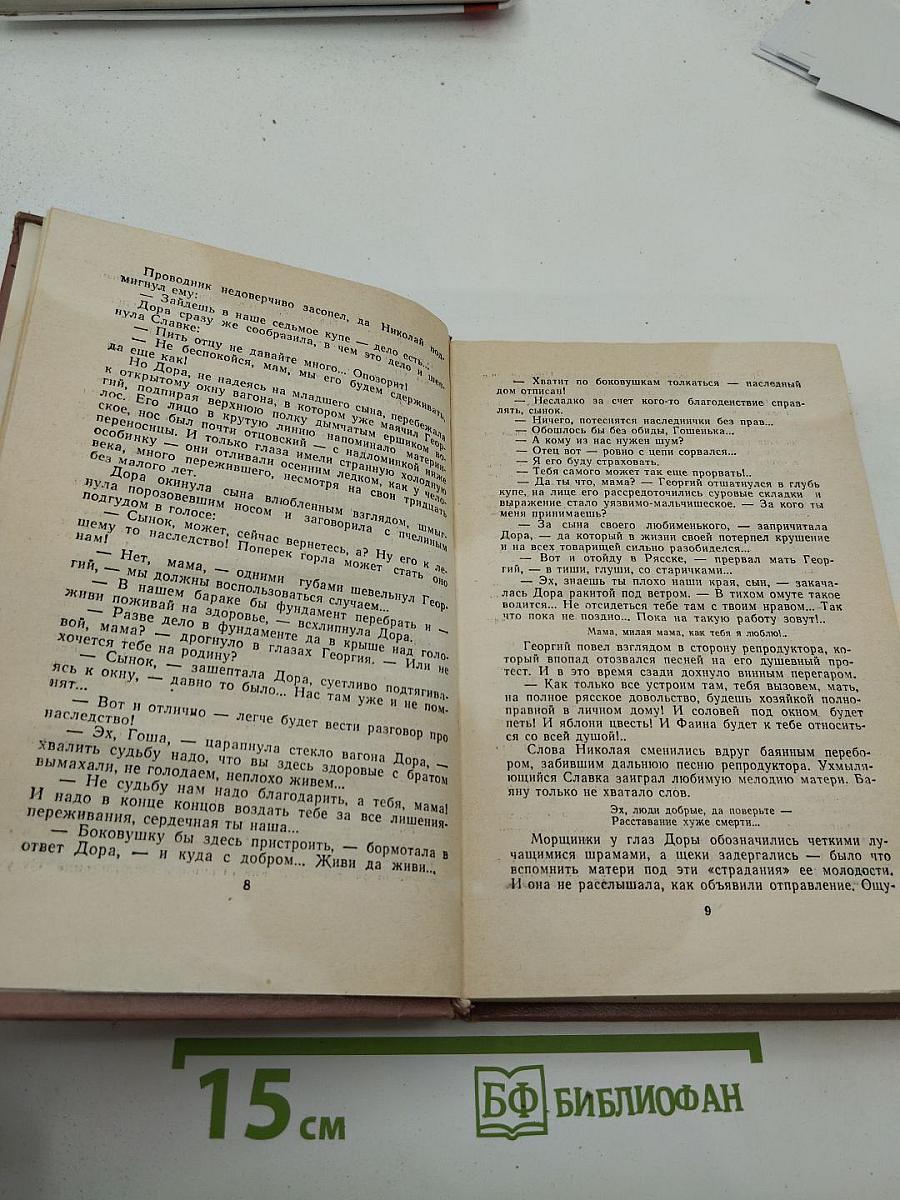 Проводник недоверчиво засопел, да Николай под-
мигнул ему:
— Зайдешь в наше седьмое купе — дело есть...
Дора сразу же сообразила, в чем это дело и шеп-
нула Славке:
— Пить отцу не давайте много... Опозорит!
— Не беспокойся, мам, мы его будем сдерживать,
да еще как!
Но Дора, не надеясь на младшего сына, перебежала
к открытому окну вагона, в котором уже маячил Геор-
гий, подпирая верхнюю полку дымчатым ершиком во-
лос. Его лицо в крутую линию напоминало материн-
ское, нос был почти отцовский — с надломинкой ниже
переносицы. И только глаза имели странную холодную
особинку — они отливали осенним ледком, как у чело-
века, много пережившего, несмотря на свои тридцать
без малого лет.
Дора окинула сына влюбленным взглядом, шмыг-
нула порозовевшим носом и заговорила с пчелиным
подгудом в голосе:
— Сынок, может, сейчас вернетесь, а? Ну его к ле-
шему то наследство! Поперек горла может стать оно
нам!
— Нет, мама, — одними губами шевельнул Геор-
гий, — мы должны воспользоваться случаем...
— В нашем бараке бы фундамент перебрать и —
живи поживай на здоровье, — всхлипнула Дора.
— Разве дело в фундаменте да в крыше над голо-
вой, мама? — дрогнуло в глазах Георгия. — Или не
хочется тебе на родину?
— Сынок, — зашептала Дора, суетливо подтягива-
ясь к окну, — давно то было... Нас там уже и не пом-
нят...
— Вот и отлично — легче будет вести разговор про
наследство!
— Эх, Гоша, — царапнула стекло вагона Дора, —
хвалить судьбу надо, что вы здесь здоровые с братом
вымахали, не голодаем, неплохо живем...
— Не судьбу нам надо благодарить, а тебя, мама!
И надо в конце концов воздать тебе за все лишения-
переживания, сердечная ты наша...
— Боковушку бы здесь пристроить, — бормотала в
ответ Дора, — и куда с добром... Живи да живи...
8
— Хватит по боковушкам толкаться — наследный
дом отписан!
— Несладко за счет кого-то благоденствие справ-
лять, сынок.
— Ничего, потеснятся наследнички без прав...
— Обошлось бы без обиды, Гошенька...
— А кому из нас нужен шум?
— Отец вот — ровно с цепи сорвался...
— Я его буду страховать.
— Тебя самого может так еще прорвать!..
— Да ты что, мама? — Георгий отшатнулся в глубь
купе, на лице его рассредоточились суровые складки и
выражение стало уязвимо-мальчишеское. — За кого ты
меня принимаешь?
— За сына своего любименького, — запричитала
Дора, — да который в жизни своей потерпел крушение
и на всех товарищей сильно разобиделся...
— Вот и отойду в Рясске, — прервал мать Геор-
гий, — в тиши, глуши, со старичками...
— Эх, знаешь ты плохо наши края, сын, — закача-
лась Дора ракитой под ветром. — В тихом омуте такое
водится... Не отсидеться тебе там с твоим нравом... Так
что пока не поздно... Пока на такую работу зовут!..
Мама, милая мама, как тебя я люблю!..
Георгий повел взглядом в сторону репродуктора, ко-
торый впопад отозвался песней на его душевный про-
тест. И в это время сзади дохнуло винным перегаром.
— Как только все устроим там, тебя вызовем, мать,
на полное рясское довольство, будешь хозяйкой полно-
правной в личном дому! И соловей под окном будет
петь! И яблони цвесть! И Фаина будет к тебе относить-
ся со всей душой!..
Слова Николая сменились вдруг баянным перебо-
ром, забившим дальнюю песню репродуктора. Ухмыля-
ющийся Славка заиграл любимую мелодию матери. Ба-
яну только не хватало слов.
Эх, люди добрые, да поверьте —
Расставание хуже смерти...
Морщинки у глаз Доры обозначились четкими лу-
чащимися шрамами, а щеки задергались — было что
вспомнить матери под эти «страдания» ее молодости.
И она не расслышала, как объявили отправление. Ощу-
9
15 см
БФ БИБЛИОФАН